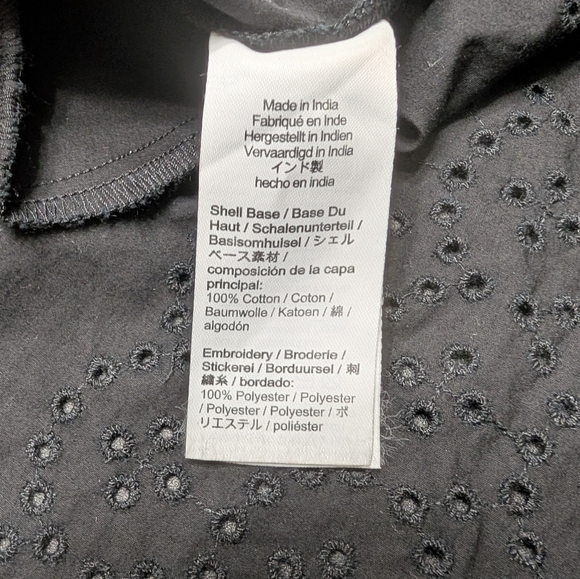 Made in India
Fabriqué en Inde
Hergestellt in Indien
Vervaardigd in India
インド製
hecho en india
Shell Base / Base Du
Haut / Schalenunterteil /
Basisomhulsel / シェル
ベース素材 /
composición de la capa
principal:
100% Cotton / Coton /
Baumwolle / Katoen / 綿 /
algodón
Embroidery / Broderie /
Stickerei / Borduursel / 刺
繍糸 / bordado:
100% Polyester / Polyester
/ Polyester / Polyester / ポ
リエステル / poliéster